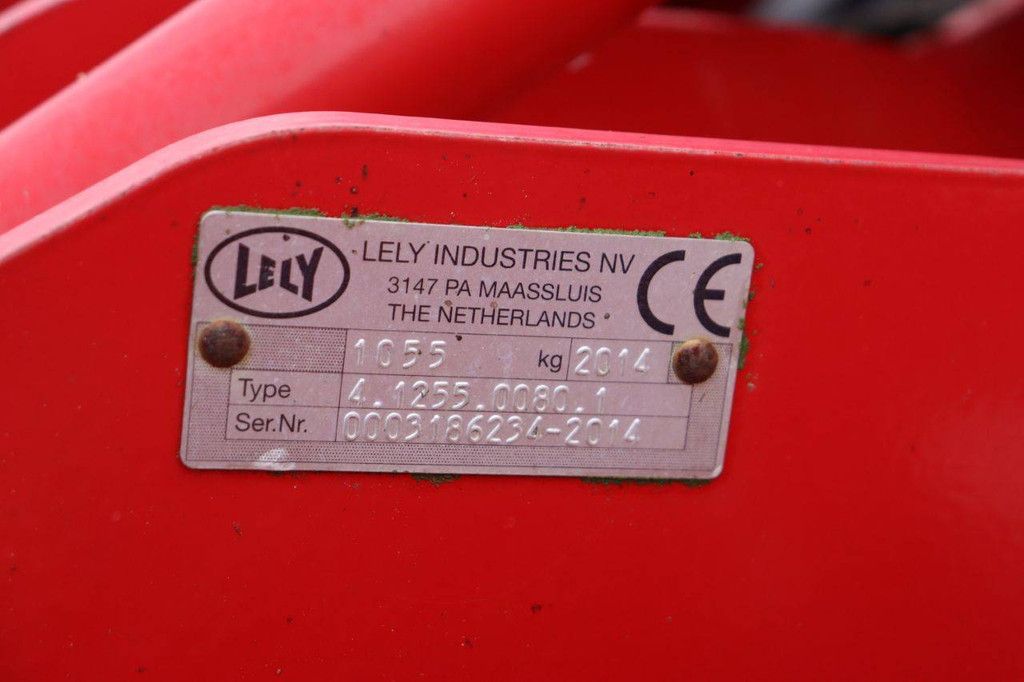 LELY
LELY INDUSTRIES NV
3147 PA MAASSLUIS
THE NETHERLANDS
CE
1055 kg 2014
Type 4.1255.0080.1
Ser.Nr. 0003186234-2014